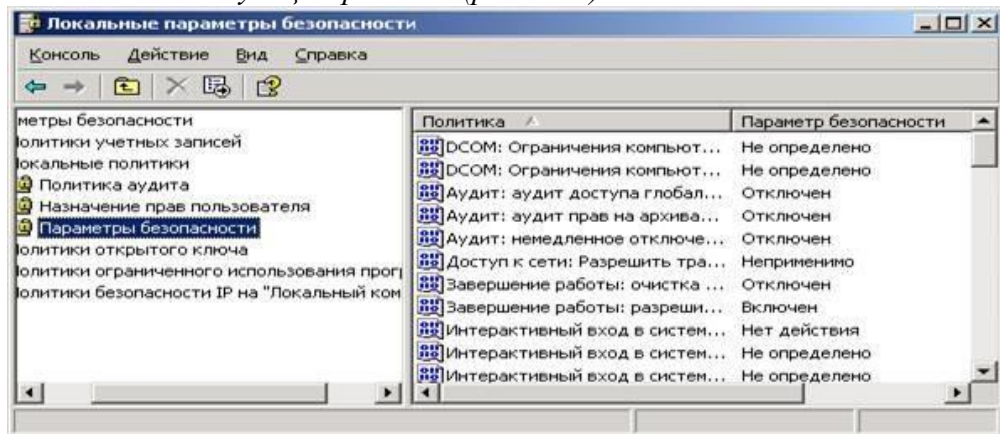 Локальные параметры безопасности
Консоль Действие Вид Справка
метры безопасности
олитики учетных записей
окальные политики
Политика аудита
Назначение прав пользователя
Параметры безопасности
олитики открытого ключа
олитики ограниченного использования прог
олитики безопасности IP на "Локальный ком
Политика Параметр безопасности
DCOM: Ограничения компьют... Не определено
DCOM: Ограничения компьют... Не определено
Аудит: аудит доступа глобал... Отключен
Аудит: аудит прав на архива... Отключен
Аудит: немедленное отключе... Отключен
Доступ к сети: Разрешить тра... Неприменимо
Завершение работы: очистка ... Отключен
Завершение работы: разреши... Включен
Интерактивный вход в систем... Нет действия
Интерактивный вход в систем... Не определено
Интерактивный вход в систем... Не определено